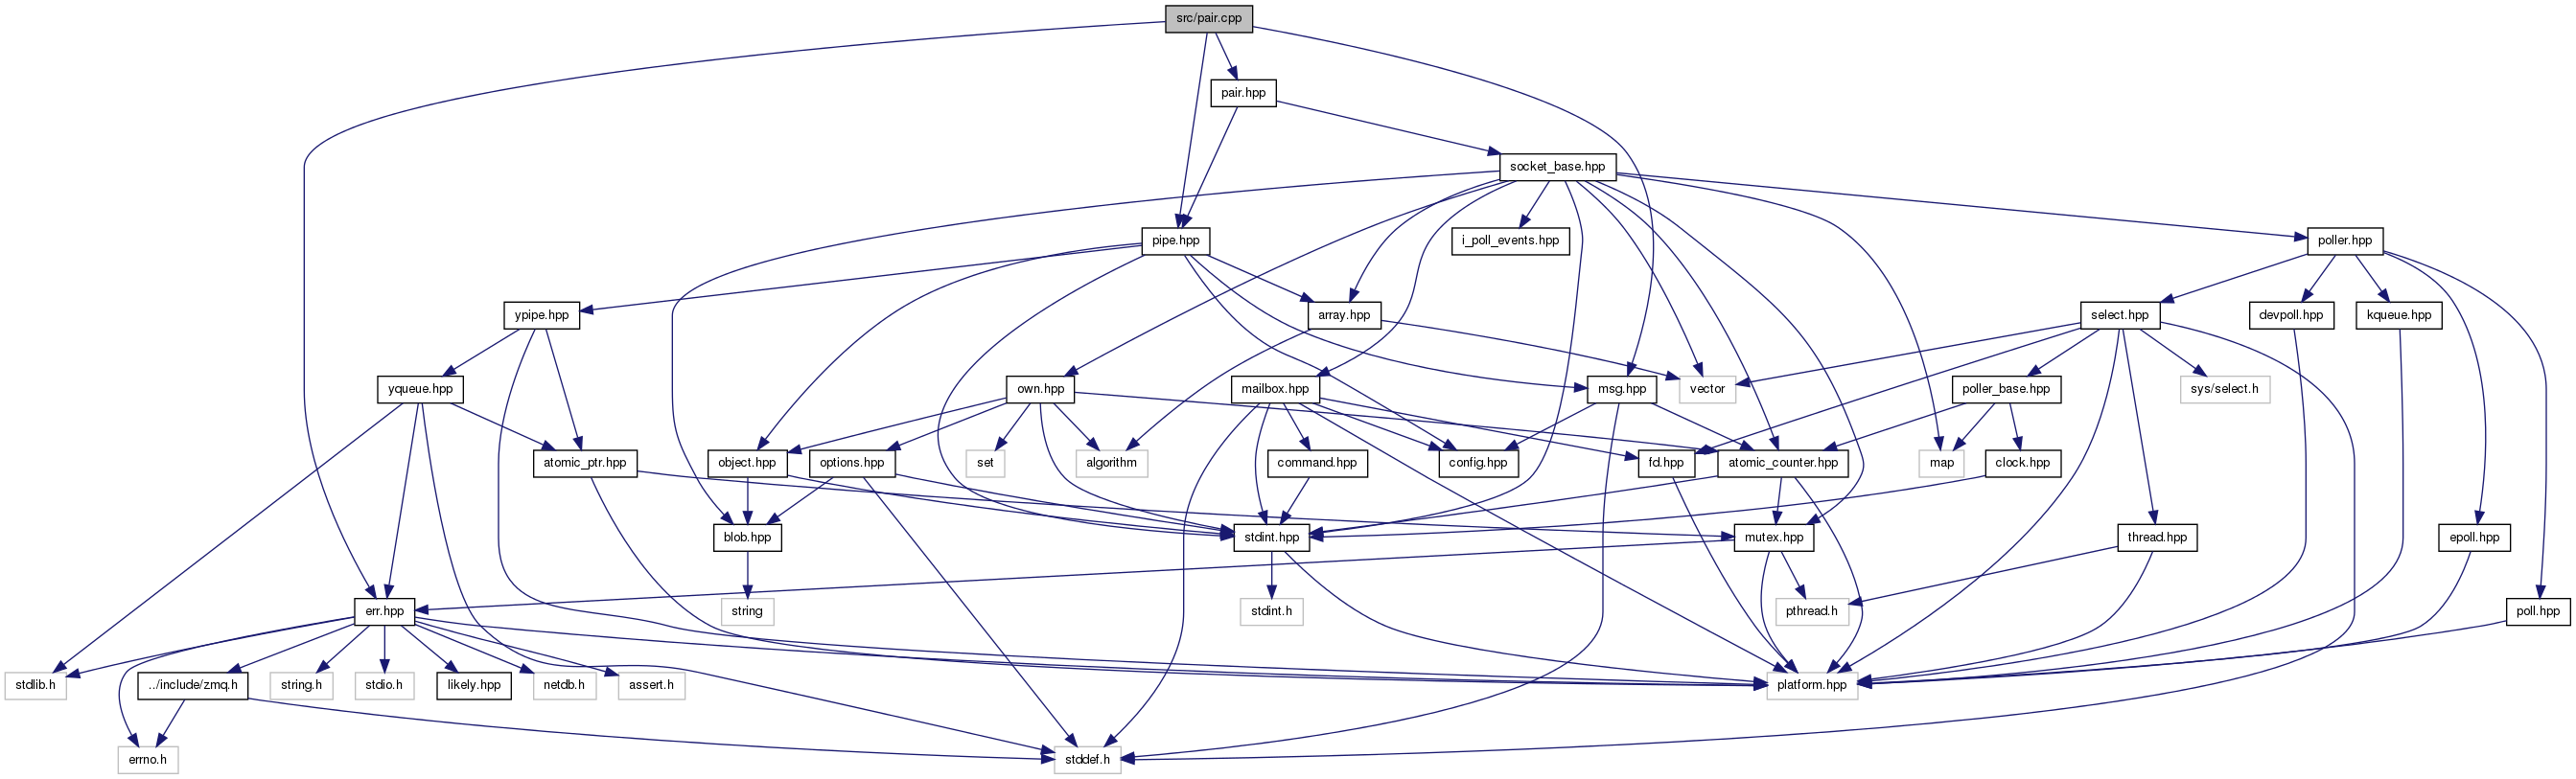 src/pair.cpp
pair.hpp
socket_base.hpp
pipe.hpp
i_poll_events.hpp
poller.hpp
ypipe.hpp
array.hpp
select.hpp
devpoll.hpp
kqueue.hpp
yqueue.hpp
own.hpp
mailbox.hpp
msg.hpp
vector
poller_base.hpp
sys/select.h
atomic_ptr.hpp
object.hpp
options.hpp
set
algorithm
command.hpp
config.hpp
fd.hpp
atomic_counter.hpp
map
clock.hpp
blob.hpp
stdint.hpp
mutex.hpp
thread.hpp
epoll.hpp
err.hpp
string
stdint.h
pthread.h
poll.hpp
stdlib.h
../include/zmq.h
string.h
stdio.h
likely.hpp
netdb.h
assert.h
platform.hpp
errno.h
stddef.h